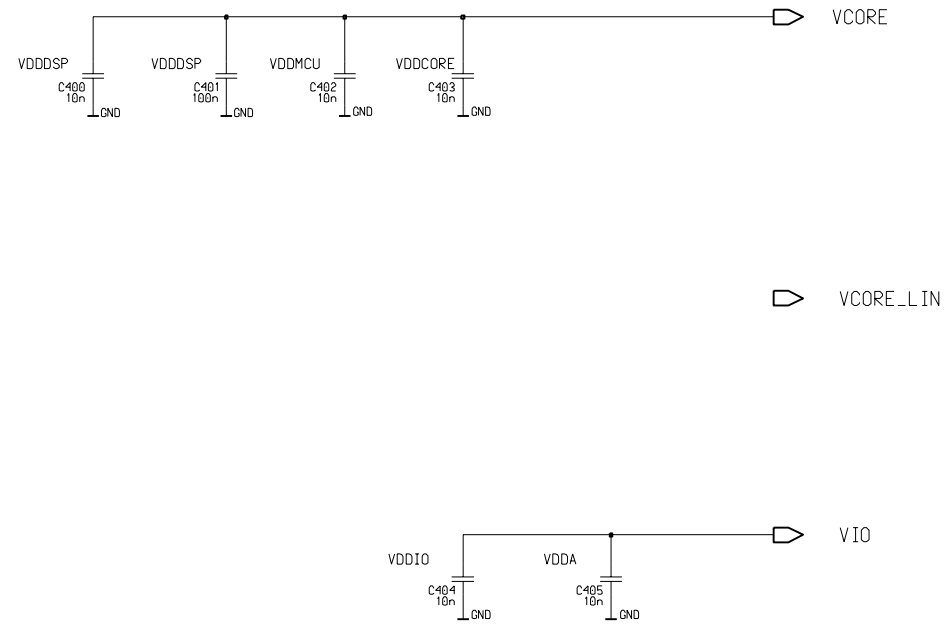 VCORE
VDDDSP
C400
10n
GND
VDDDSP
C401
100n
GND
VDDMCU
C402
10n
GND
VDDCORE
C403
10n
GND
VCORE_LIN
VIO
VDDIO
C404
10n
GND
VDDA
C405
10n
GND